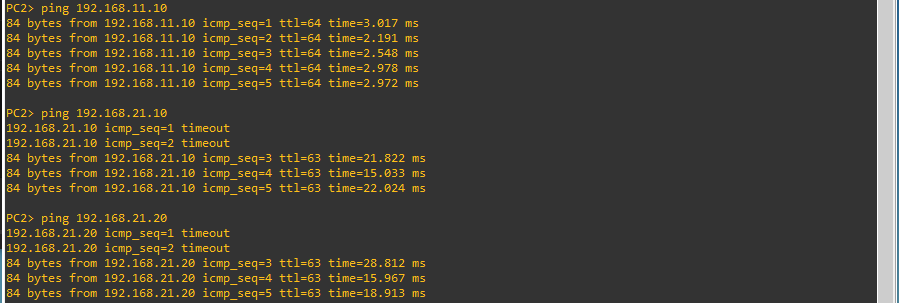 PC2> ping 192.168.11.10
84 bytes from 192.168.11.10 icmp_seq=1 ttl=64 time=3.017 ms
84 bytes from 192.168.11.10 icmp_seq=2 ttl=64 time=2.191 ms
84 bytes from 192.168.11.10 icmp_seq=3 ttl=64 time=2.548 ms
84 bytes from 192.168.11.10 icmp_seq=4 ttl=64 time=2.978 ms
84 bytes from 192.168.11.10 icmp_seq=5 ttl=64 time=2.972 ms
PC2> ping 192.168.21.10
192.168.21.10 icmp_seq=1 timeout
192.168.21.10 icmp_seq=2 timeout
84 bytes from 192.168.21.10 icmp_seq=3 ttl=63 time=21.822 ms
84 bytes from 192.168.21.10 icmp_seq=4 ttl=63 time=15.033 ms
84 bytes from 192.168.21.10 icmp_seq=5 ttl=63 time=22.024 ms
PC2> ping 192.168.21.20
192.168.21.20 icmp_seq=1 timeout
192.168.21.20 icmp_seq=2 timeout
84 bytes from 192.168.21.20 icmp_seq=3 ttl=63 time=28.812 ms
84 bytes from 192.168.21.20 icmp_seq=4 ttl=63 time=15.967 ms
84 bytes from 192.168.21.20 icmp_seq=5 ttl=63 time=18.913 ms